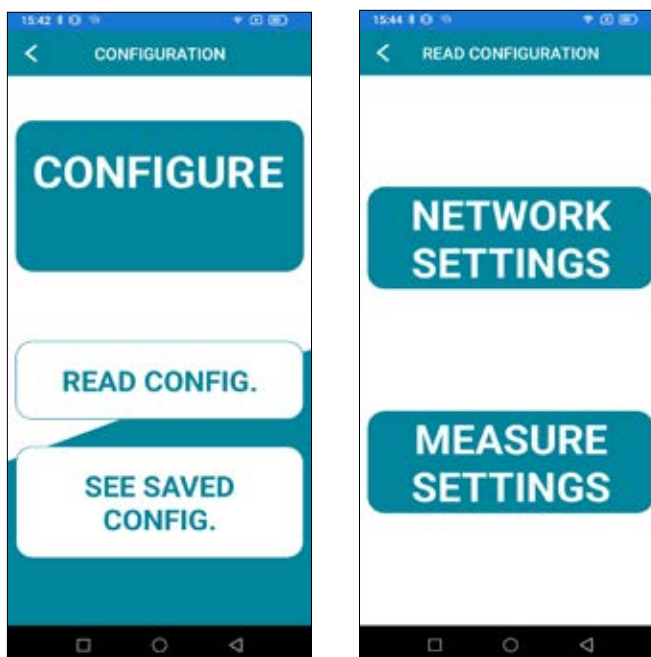 15:42
CONFIGURATION
CONFIGURE
READ CONFIG.
SEE SAVED
CONFIG.
15:44
READ CONFIGURATION
NETWORK
SETTINGS
MEASURE
SETTINGS